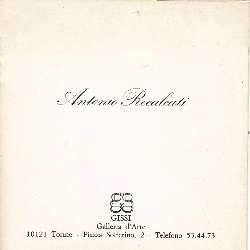 Antonio Recalcati
GISSI
Galleria d'Arte
10121 Torino - Piazza Solferino, 2 - Telefono 53.44.73